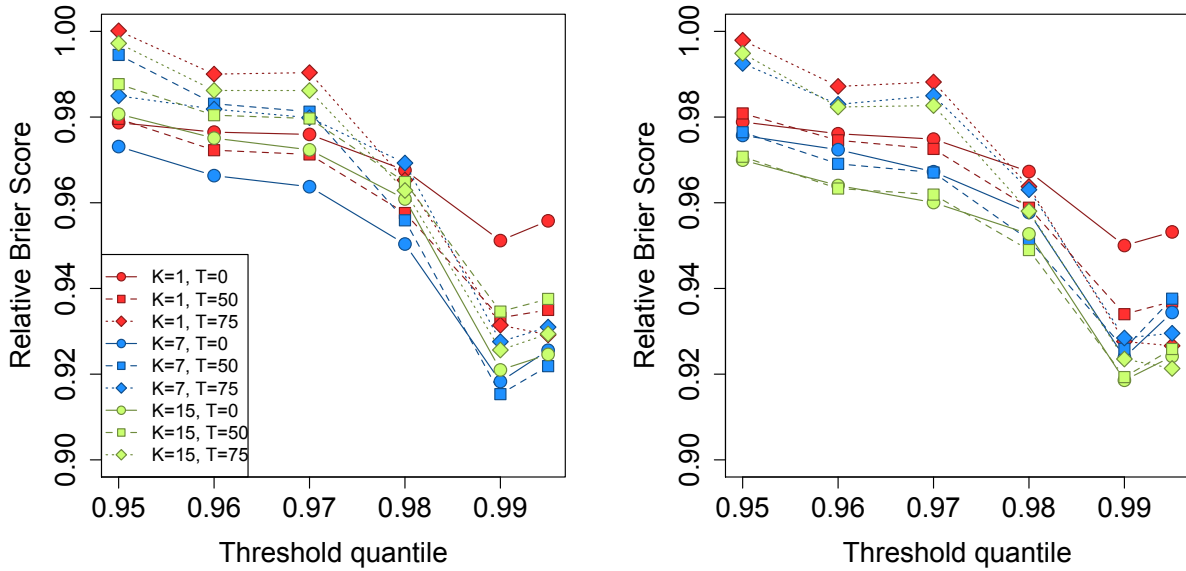 Relative Brier Score
1.00
0.98
0.96
0.94
0.92
0.90
K=1, T=0
K=1, T=50
K=1, T=75
K=7, T=0
K=7, T=50
K=7, T=75
K=15, T=0
K=15, T=50
K=15, T=75
0.95 0.96 0.97 0.98 0.99
Threshold quantile
Relative Brier Score
1.00
0.98
0.96
0.94
0.92
0.90
0.95 0.96 0.97 0.98 0.99
Threshold quantile